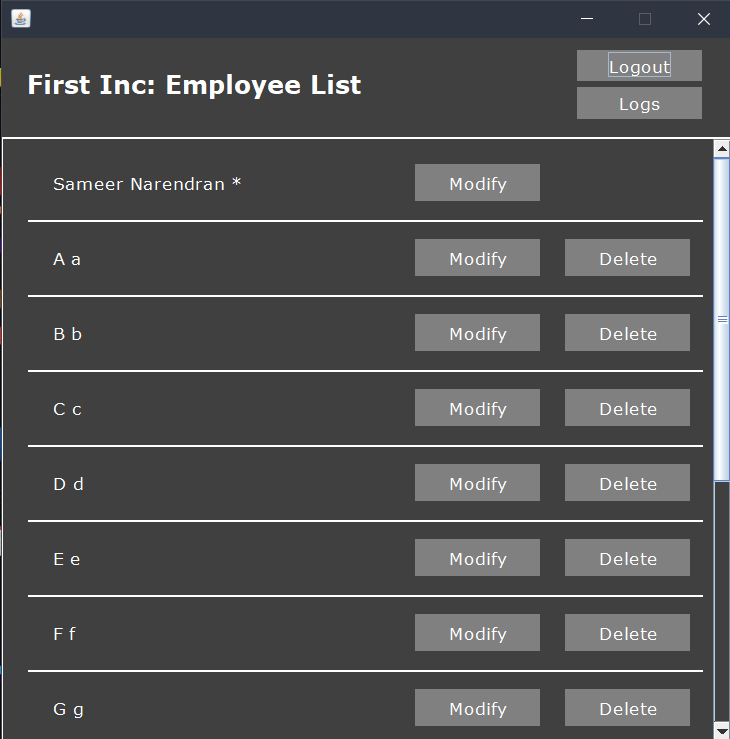 First Inc: Employee List
Logout
Logs
Sameer Narendran * Modify
A a Modify Delete
B b Modify Delete
C c Modify Delete
D d Modify Delete
E e Modify Delete
F f Modify Delete
G g Modify Delete